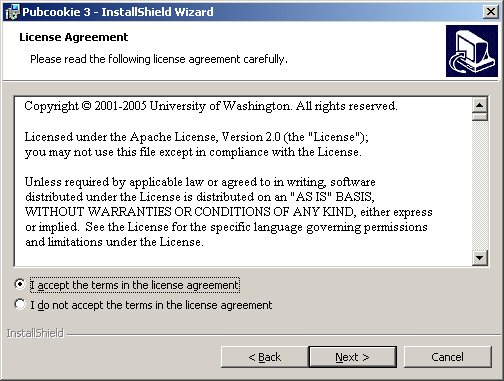 Pubcookie 3 - InstallShield Wizard
License Agreement
Please read the following license agreement carefully.
Copyright © 2001-2005 University of Washington. All rights reserved.
Licensed under the Apache License, Version 2.0 (the "License");
you may not use this file except in compliance with the License.
Unless required by applicable law or agreed to in writing, software
distributed under the License is distributed on an "AS IS" BASIS,
WITHOUT WARRANTIES OR CONDITIONS OF ANY KIND, either express
or implied.  See the License for the specific language governing permissions
and limitations under the License.
I accept the terms in the license agreement
I do not accept the terms in the license agreement
InstallShield
< Back
Next >
Cancel